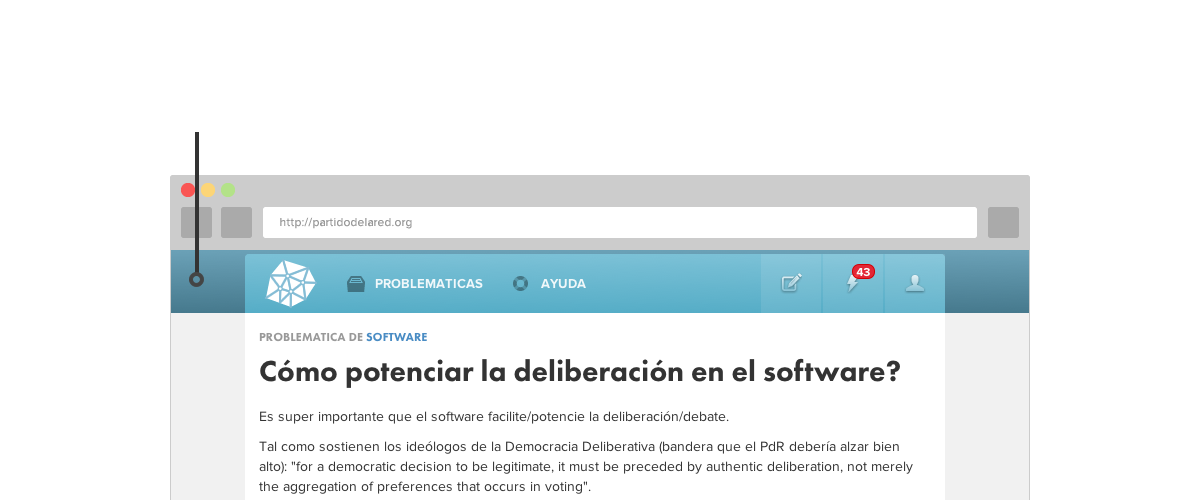 http://partidodelared.org
PROBLEMATICAS
AYUDA
43
PROBLEMATICA DE SOFTWARE
Cómo potenciar la deliberación en el software?
Es super importante que el software facilite/potencie la deliberación/debate.
Tal como sostienen los ideólogos de la Democracia Deliberativa (bandera que el PdR debería alzar bien
alto): "for a democratic decision to be legitimate, it must be preceded by authentic deliberation, not merely
the aggregation of preferences that occurs in voting".